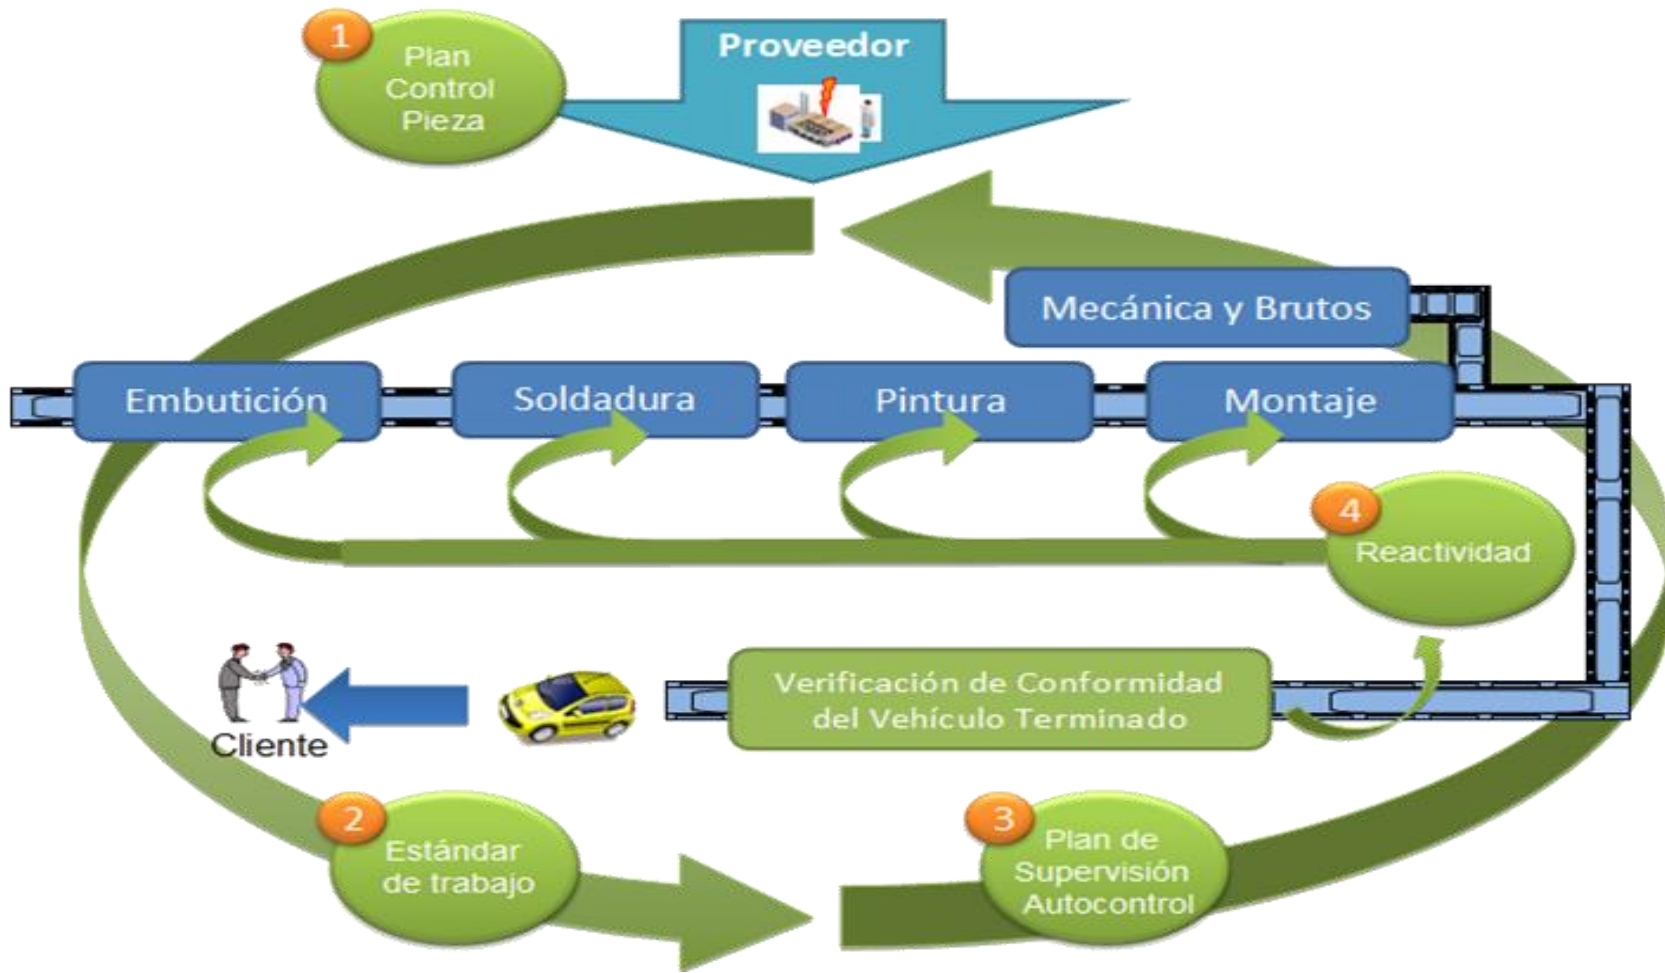 1
Plan
Control
Pieza
Proveedor
Mecánica y Brutos
Embutición
Soldadura
Pintura
Montaje
4
Reactividad
Verificación de Conformidad
del Vehículo Terminado
Cliente
2
Estándar
de trabajo
3
Plan de
Supervisión
Autocontrol